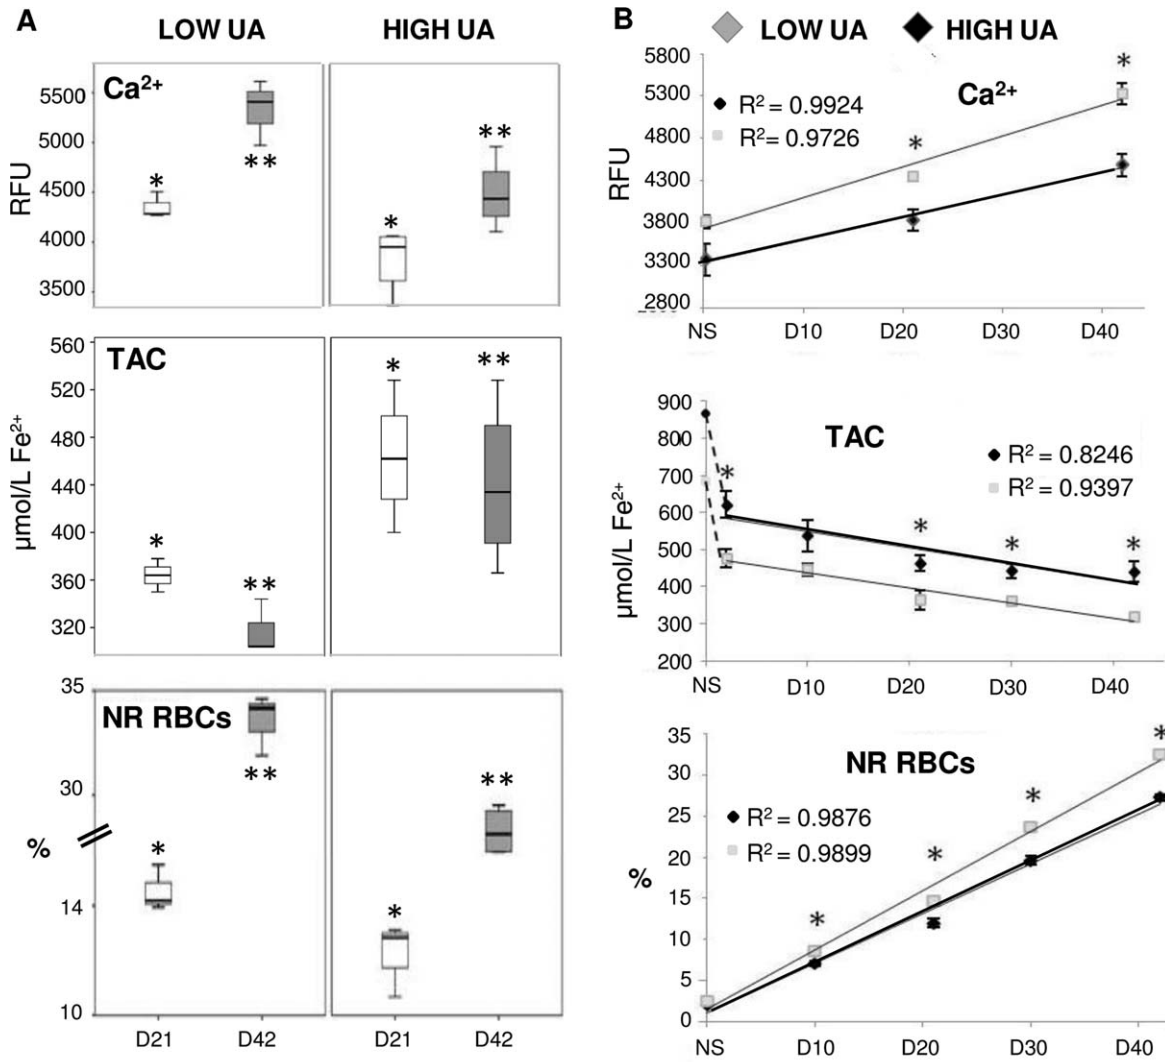 A
LOW UA
HIGH UA
Ca²⁺
RFU
5500
5000
4500
4000
3500
*
**
*
**
TAC
µmol/L Fe²⁺
560
520
480
440
400
360
320
*
**
*
**
NR RBCs
%
35
30
14
10
*
**
*
**
D21
D42
D21
D42
B
LOW UA
HIGH UA
Ca²⁺
R² = 0.9924
R² = 0.9726
RFU
5800
5300
4800
4300
3800
3300
2800
*
*
NS
D10
D20
D30
D40
TAC
R² = 0.8246
R² = 0.9397
µmol/L Fe²⁺
900
800
700
600
500
400
300
200
*
*
*
*
NS
D10
D20
D30
D40
NR RBCs
R² = 0.9876
R² = 0.9899
%
35
30
25
20
15
10
5
0
*
*
*
*
NS
D10
D20
D30
D40